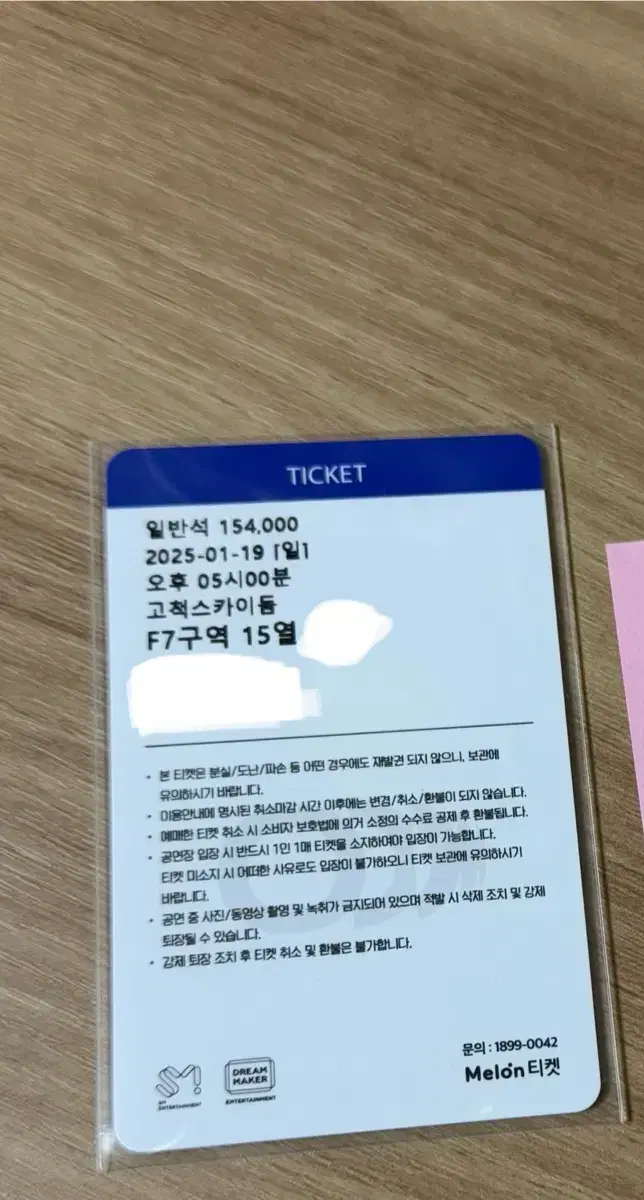 TICKET
일반석 154,000
2025-01-19 [일]
오후 05시00분
고척스카이돔
F7구역 15열
• 본 티켓은 분실/도난/파손 등 어떤 경우에도 재발권 되지 않으니, 보관에
유의하시기 바랍니다.
• 이용안내에 명시된 취소마감 시간 이후에는 변경/취소/환불이 되지 않습니다.
• 예매한 티켓 취소 시 소비자 보호법에 의거 소정의 수수료 공제 후 환불됩니다.
• 공연장 입장 시 반드시 1인 1매 티켓을 소지하여야 입장이 가능합니다.
티켓 미소지 시 어떠한 사유로도 입장이 불가하오니 티켓 보관에 유의하시기
바랍니다.
• 공연 중 사진/동영상 촬영 및 녹취가 금지되어 있으며 적발 시 삭제 조치 및 강제
퇴장될 수 있습니다.
• 강제 퇴장 조치 후 티켓 취소 및 환불은 불가합니다.
문의 : 1899-0042
Melon 티켓
SM!
SM ENTERTAINMENT
DREAM
MAKER
ENTERTAINMENT